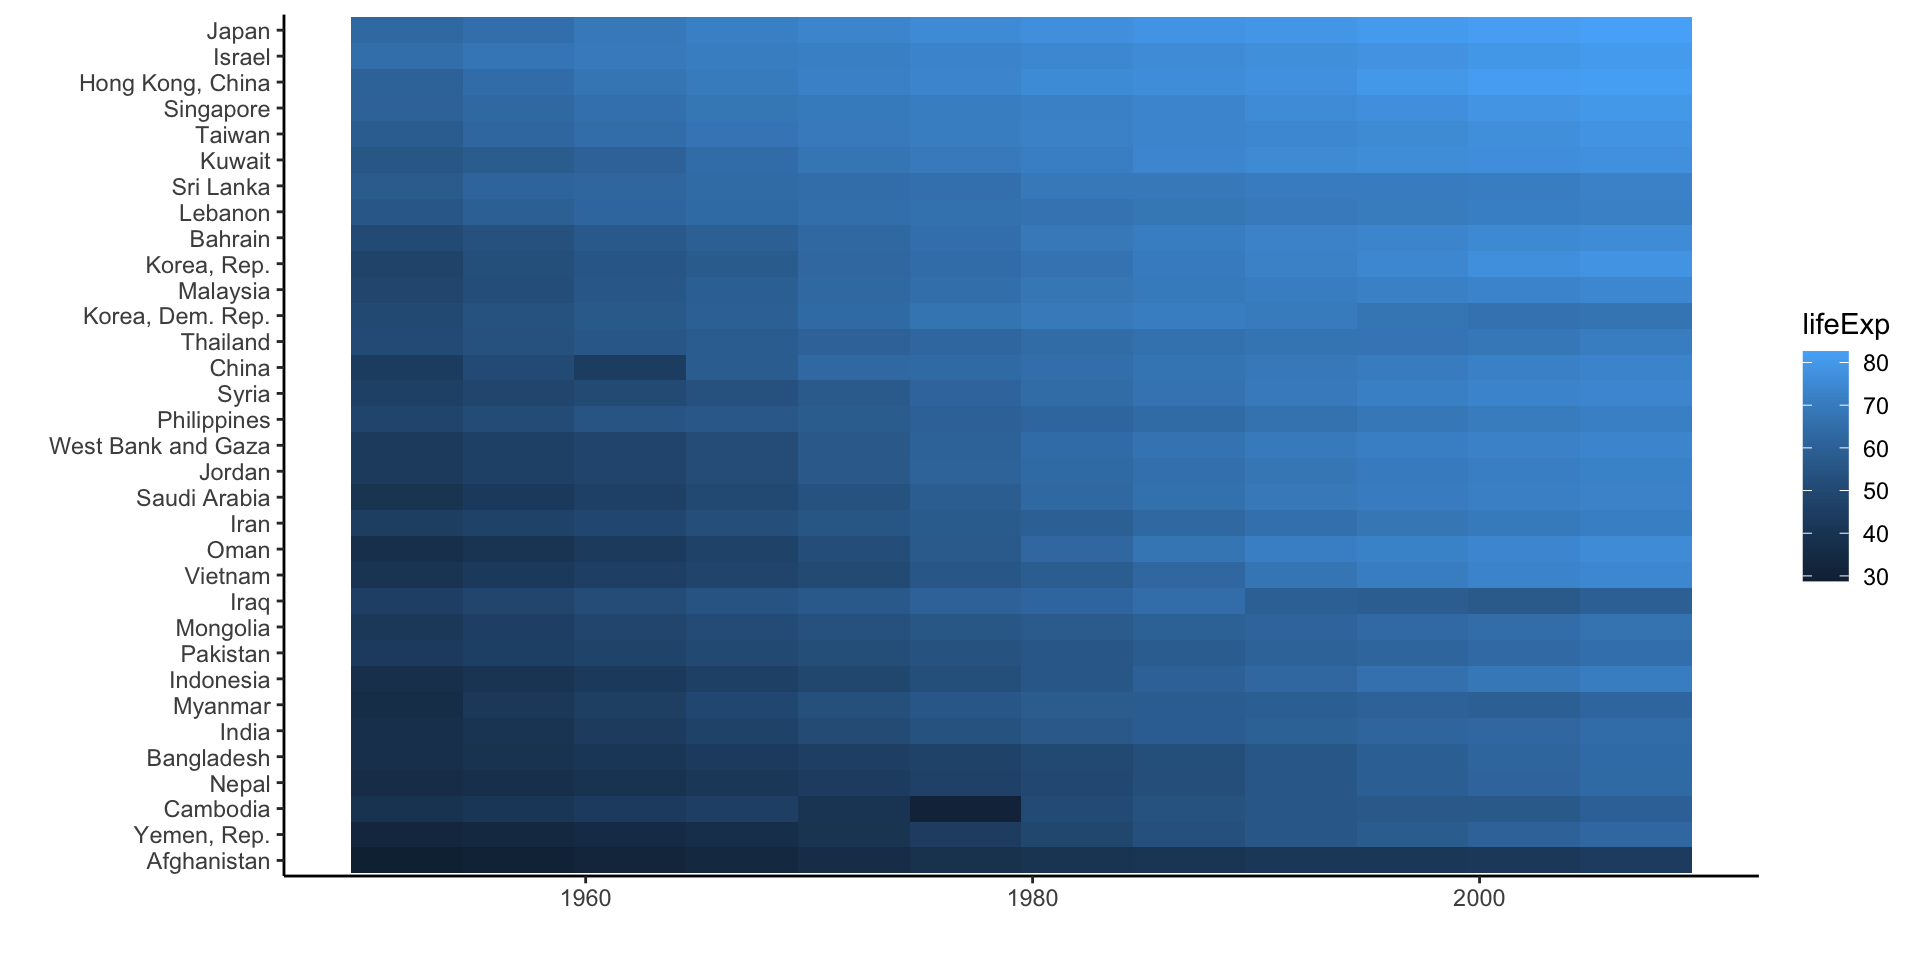 Japan
Israel
Hong Kong, China
Singapore
Taiwan
Kuwait
Sri Lanka
Lebanon
Bahrain
Korea, Rep.
Malaysia
Korea, Dem. Rep.
Thailand
China
Syria
Philippines
West Bank and Gaza
Jordan
Saudi Arabia
Iran
Oman
Vietnam
Iraq
Mongolia
Pakistan
Indonesia
Myanmar
India
Bangladesh
Nepal
Cambodia
Yemen, Rep.
Afghanistan
1960 1980 2000
lifeExp
80
70
60
50
40
30